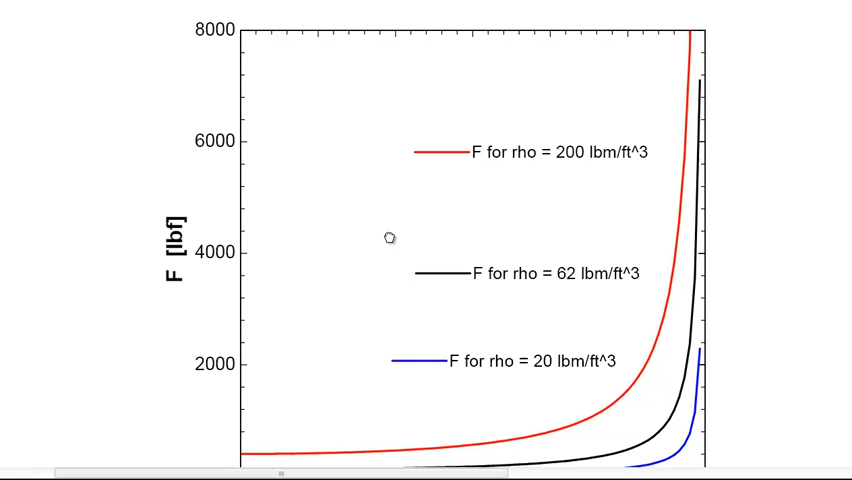 8000
6000
F for rho = 200 lbm/ft^3
F [lbf]
4000
F for rho = 62 lbm/ft^3
2000
F for rho = 20 lbm/ft^3